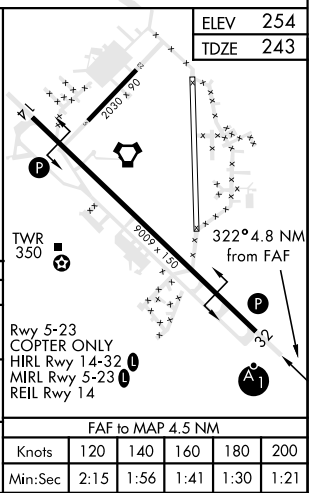 ELEV 254
TDZE 243
14
2030 X 90
P
TWR
350
9009 X 150
322° 4.8 NM
from FAF
P
32
A1
Rwy 5-23
COPTER ONLY
HIRL Rwy 14-32 L
MIRL Rwy 5-23 L
REIL Rwy 14
FAF to MAP 4.5 NM
Knots 120 140 160 180 200
Min:Sec 2:15 1:56 1:41 1:30 1:21